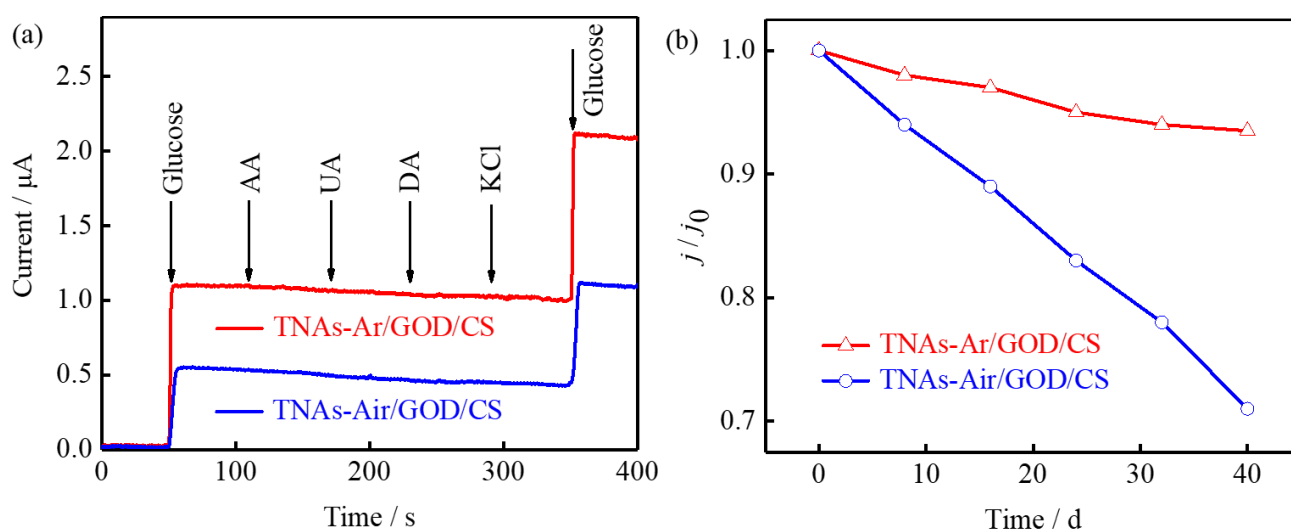 (a)
Current / μA
2.5
2.0
1.5
1.0
0.5
0.0
Glucose
AA
UA
DA
KCl
Glucose
TNAs-Ar/GOD/CS
TNAs-Air/GOD/CS
0
100
200
300
400
Time / s
(b)
j / j0
1.0
0.9
0.8
0.7
TNAs-Ar/GOD/CS
TNAs-Air/GOD/CS
0
10
20
30
40
Time / d